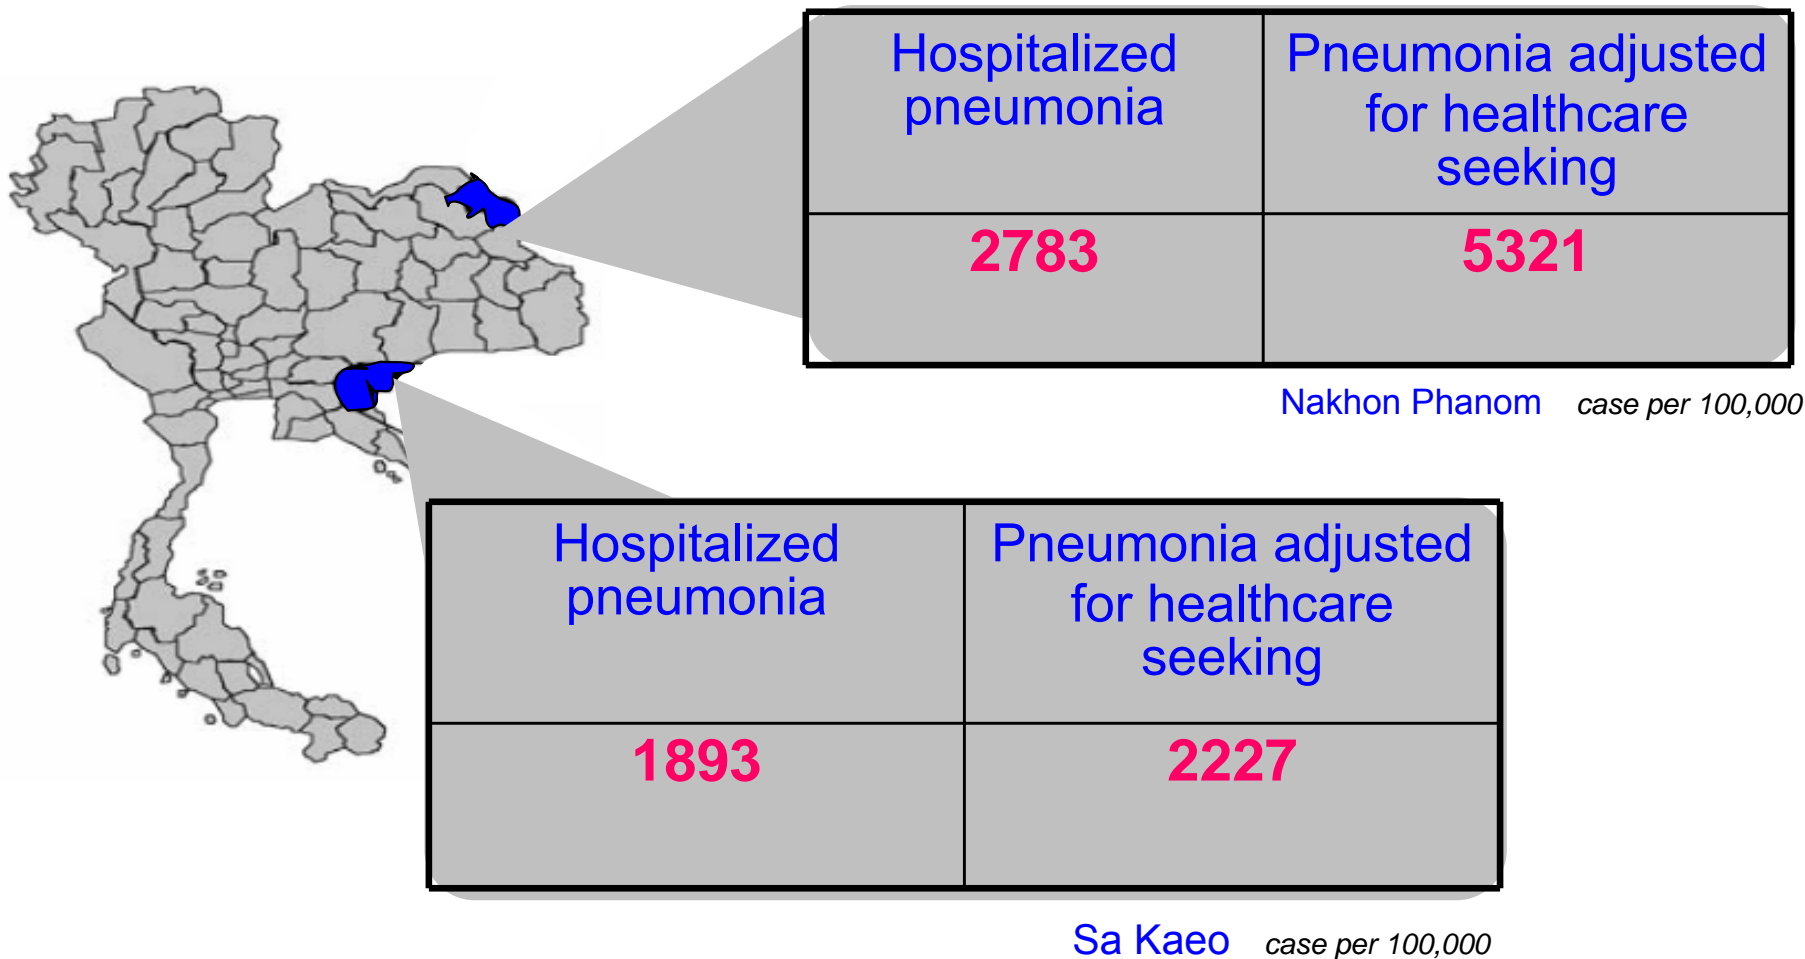 Hospitalized
pneumonia
Pneumonia adjusted
for healthcare
seeking
2783
5321
Nakhon Phanom case per 100,000
Hospitalized
pneumonia
Pneumonia adjusted
for healthcare
seeking
1893
2227
Sa Kaeo case per 100,000